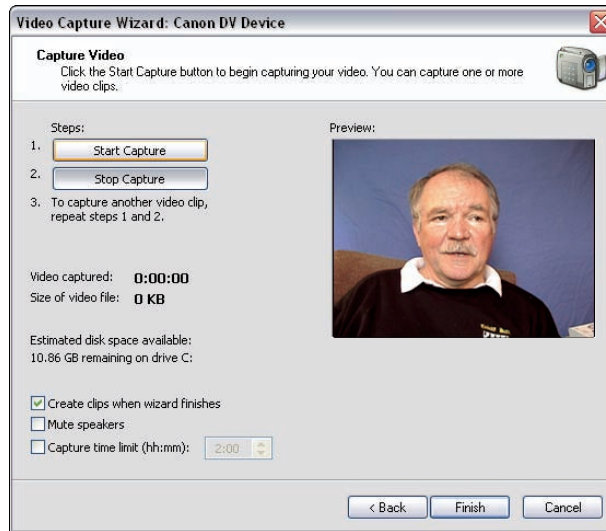 Video Capture Wizard: Canon DV Device
Capture Video
Click the Start Capture button to begin capturing your video. You can capture one or more
video clips.
Steps:
Preview:
1. Start Capture
2. Stop Capture
3. To capture another video clip,
repeat steps 1 and 2.
Video captured: 0:00:00
Size of video file: 0 KB
Estimated disk space available:
10.86 GB remaining on drive C:
Create clips when wizard finishes
Mute speakers
Capture time limit (hh:mm): 2:00
< Back Finish Cancel